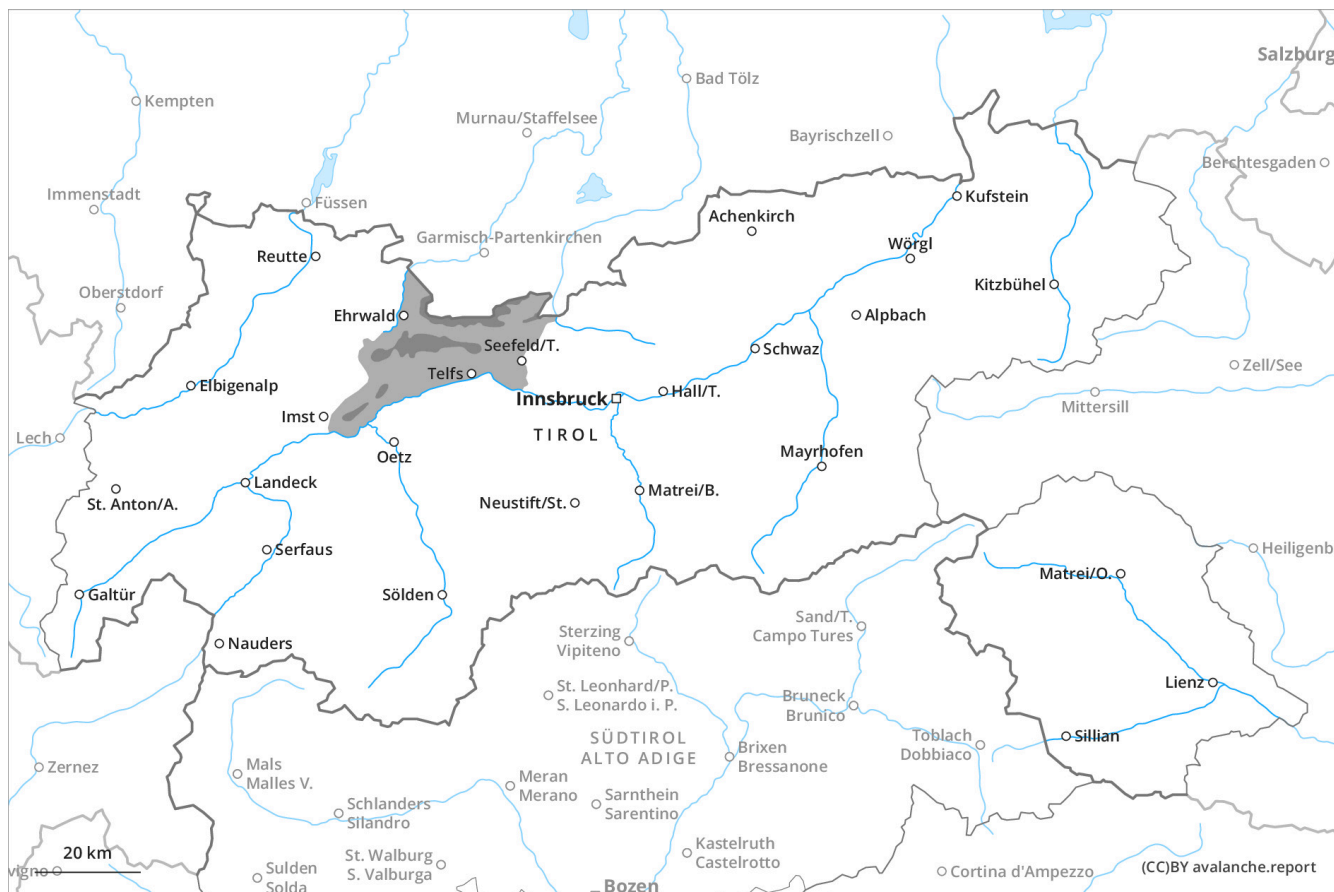 Salzburg
Bad Tölz
Kempten
Murnau/Staffelsee
Bayrischzell
Berchtesgaden
Immenstadt
Füssen
Kufstein
Achenkirch
Garmisch-Partenkirchen
Wörgl
Reutte
Kitzbühel
Oberstdorf
Ehrwald
Alpbach
Seefeld/T.
Schwaz
Zell/See
Telfs
Elbigenalp
Hall/T.
Innsbruck
Mittersill
Imst
TIROL
Lech
Oetz
Mayrhofen
Landeck
Matrei/B.
St. Anton/A.
Neustift/St.
Serfaus
Heiligenb
Matrei/O.
Galtür
Sölden
Sand/T.
Campo Tures
Sterzing
Vipiteno
Nauders
Lienz
St. Leonhard/P.
S. Leonardo i. P.
Bruneck
Brunico
SÜDTIROL
ALTO ADIGE
Sillian
Toblach
Dobbiaco
Brixen
Bressanone
Zernez
Mals
Malles V.
Meran
Merano
Schlanders
Silandro
Sarnthein
Sarentino
Kastelruth
Castelrotto
20 km
St. Walburg
S. Valburga
vigno
Sulden
Solda
Cortina d'Ampezzo
(CC)BY avalanche.report
Bozen